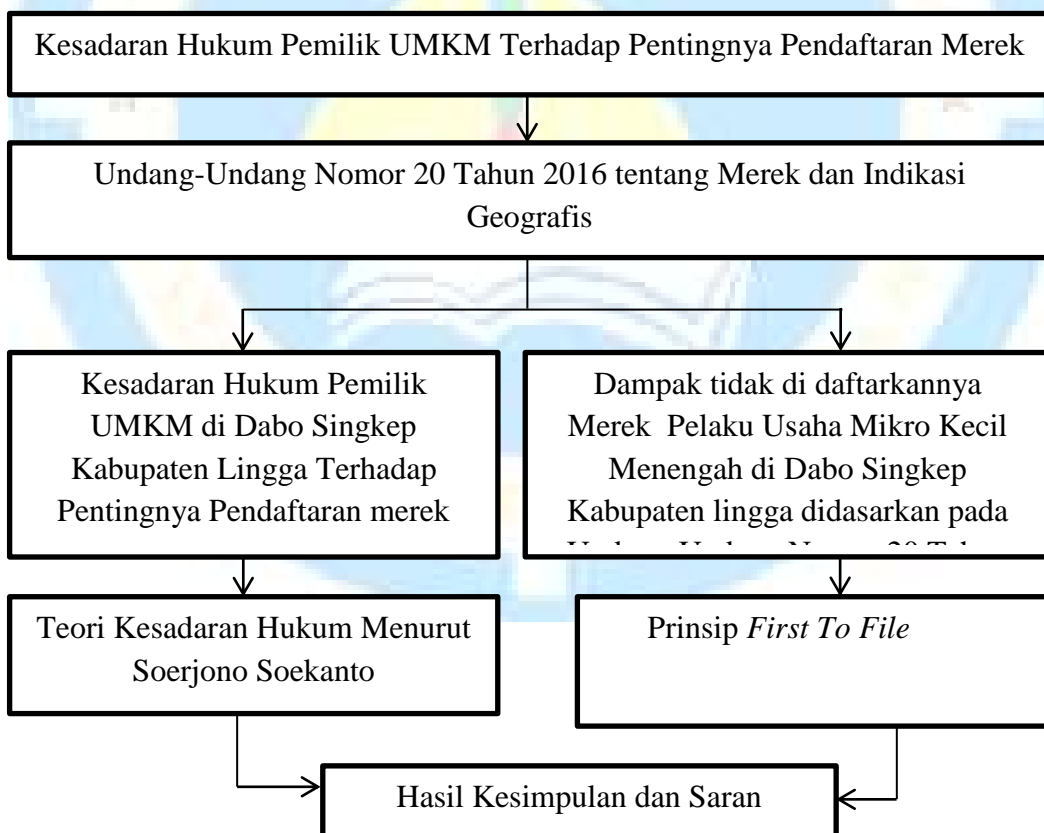 Kesadaran Hukum Pemilik UMKM Terhadap Pentingnya Pendaftaran Merek
Undang-Undang Nomor 20 Tahun 2016 tentang Merek dan Indikasi
Geografis
Kesadaran Hukum Pemilik
UMKM di Dabo Singkep
Kabupaten Lingga Terhadap
Pentingnya Pendaftaran merek
Dampak tidak di daftarkannya
Merek Pelaku Usaha Mikro Kecil
Menengah di Dabo Singkep
Kabupaten lingga didasarkan pada
Teori Kesadaran Hukum Menurut
Soerjono Soekanto
Prinsip First To File
Hasil Kesimpulan dan Saran